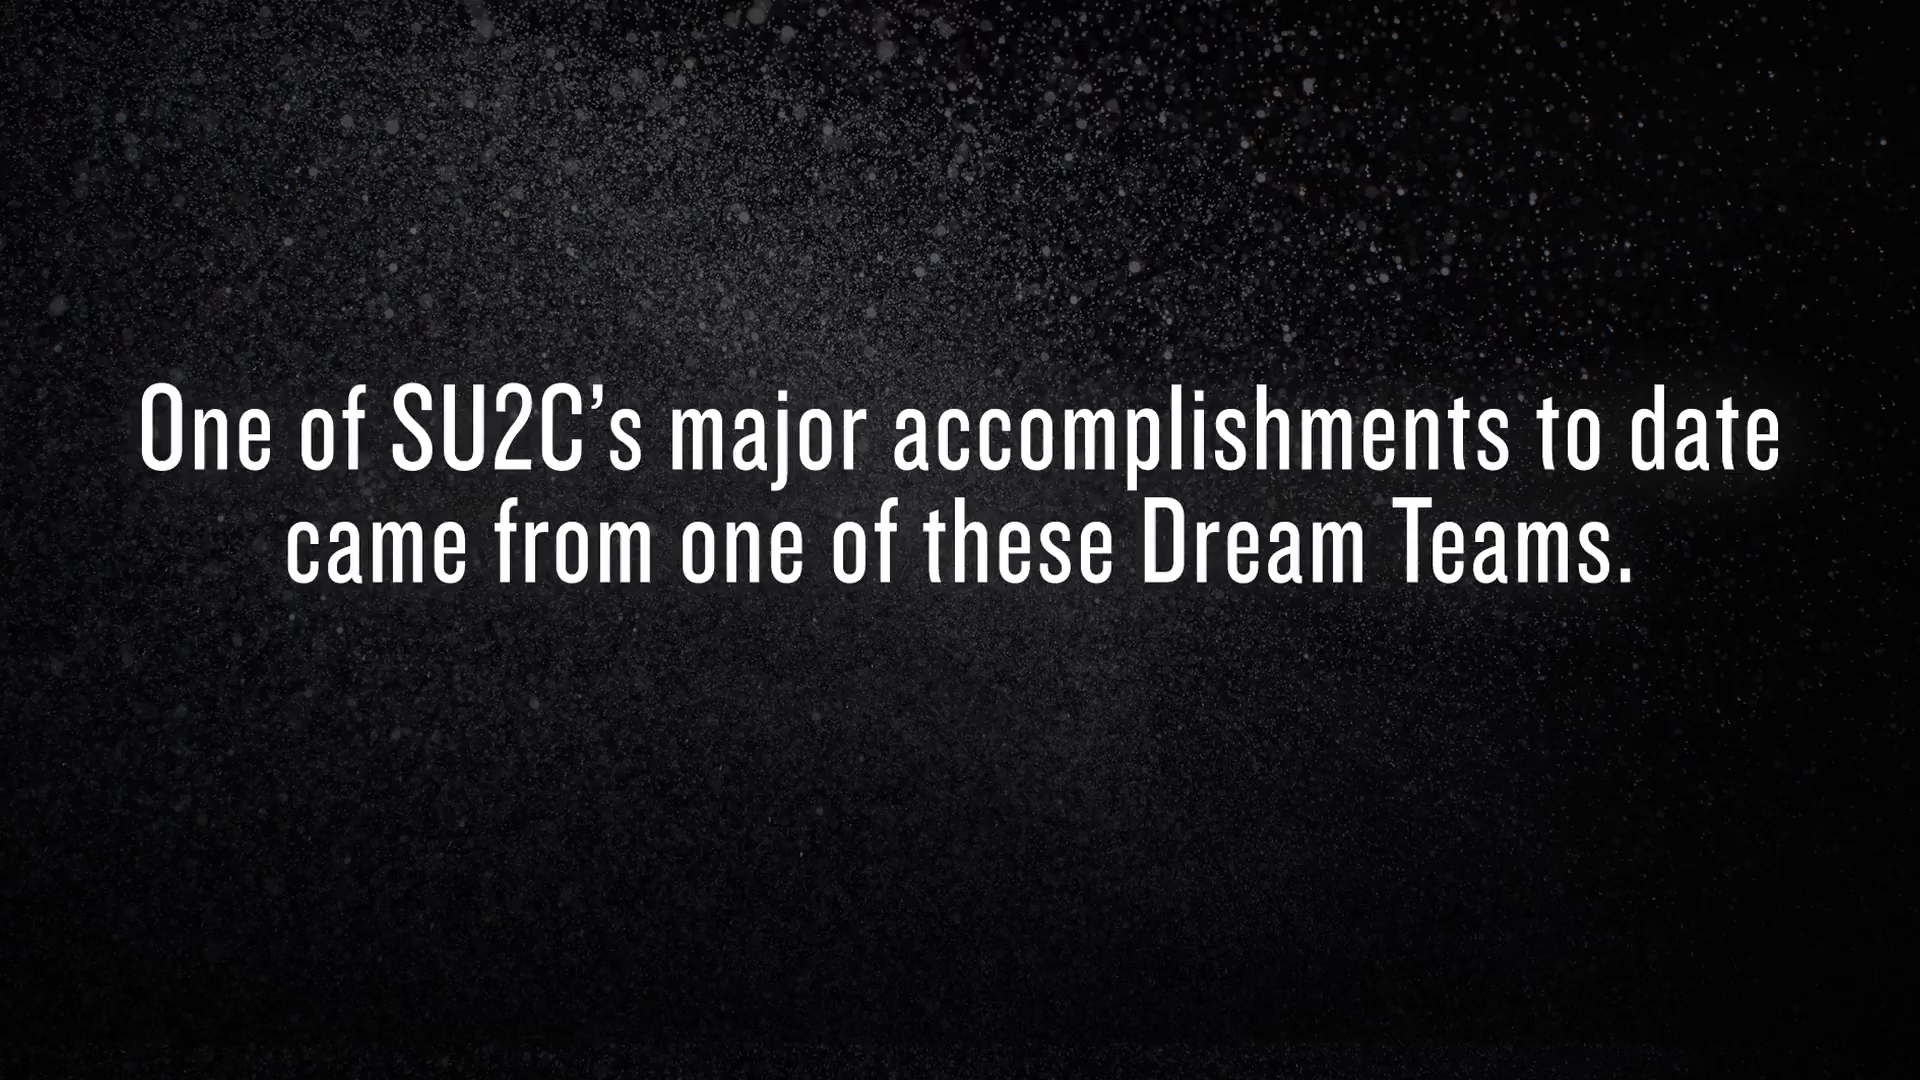 One of SU2C’s major accomplishments to date
came from one of these Dream Teams.